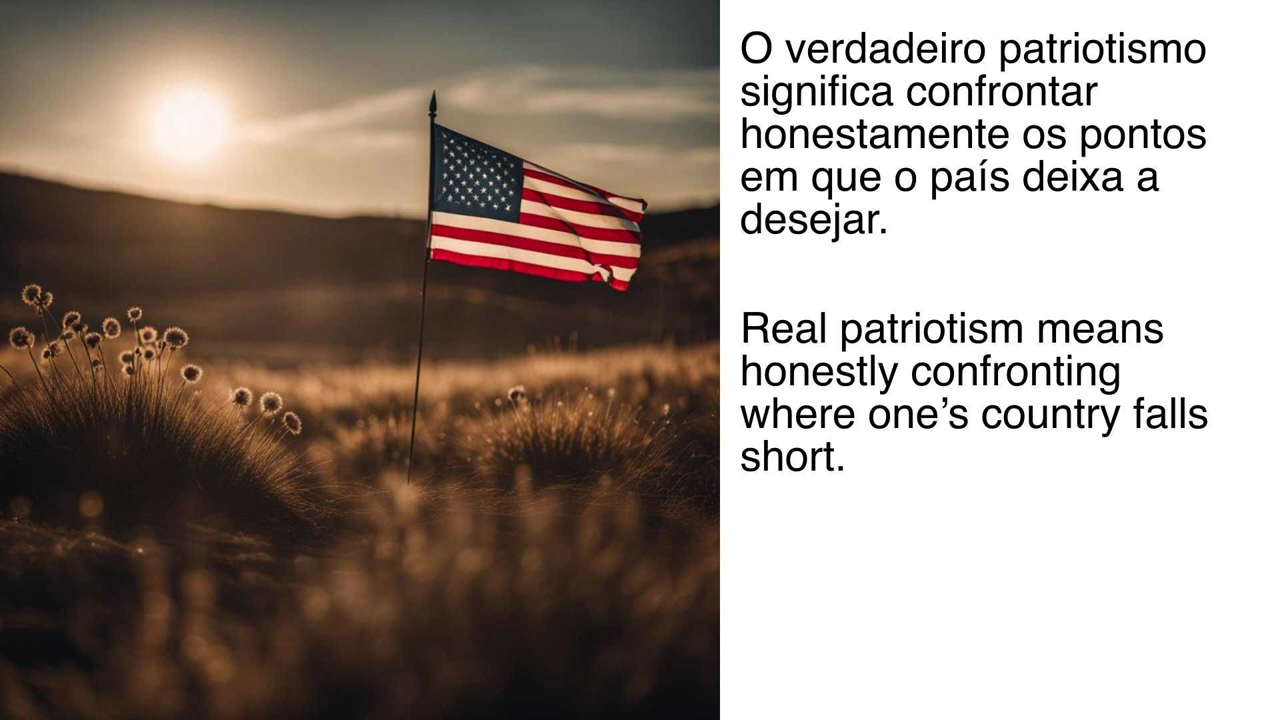 O verdadeiro patriotismo
significa confrontar
honestamente os pontos
em que o país deixa a
desejar.
Real patriotism means
honestly confronting
where one’s country falls
short.